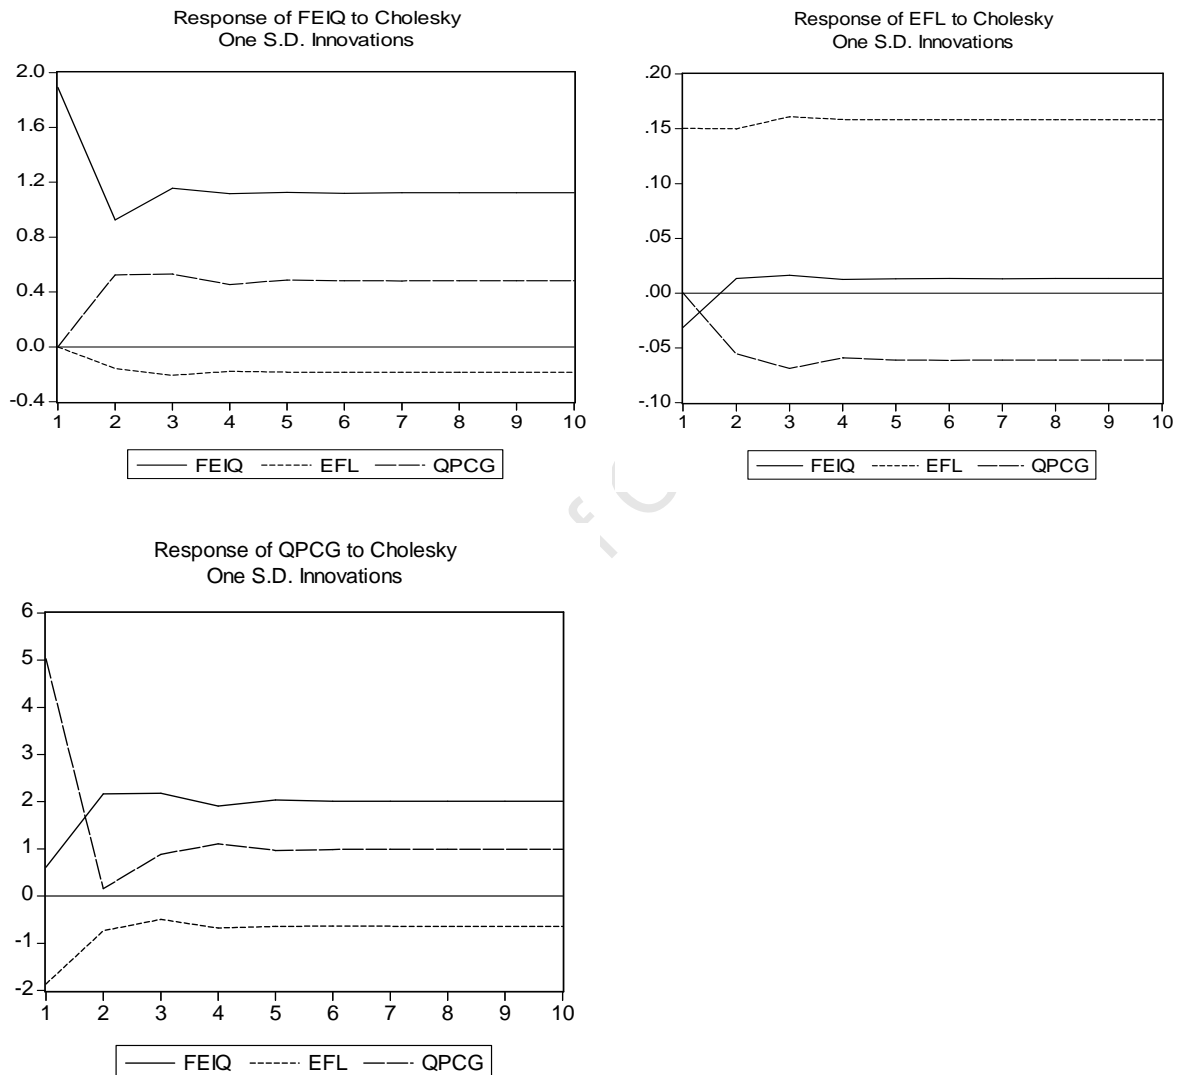 Response of FEIQ to Cholesky
One S.D. Innovations
2.0
1.6
1.2
0.8
0.4
0.0
-0.4
1 2 3 4 5 6 7 8 9 10
FEIQ EFL QPCG
Response of EFL to Cholesky
One S.D. Innovations
.20
.15
.10
.05
.00
-.05
-.10
1 2 3 4 5 6 7 8 9 10
FEIQ EFL QPCG
Response of QPCG to Cholesky
One S.D. Innovations
6
5
4
3
2
1
0
-1
-2
1 2 3 4 5 6 7 8 9 10
FEIQ EFL QPCG